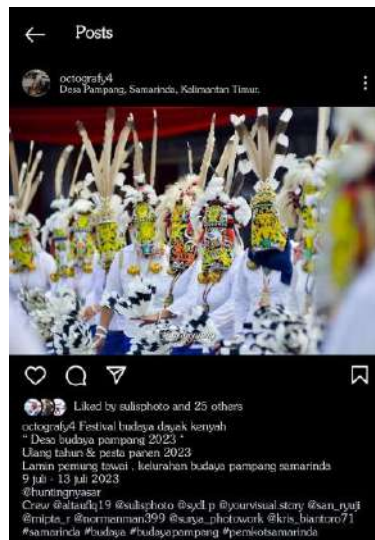 Posts
octografy4
Desa Pampang, Samarinda, Kalimantan Timur.
Liked by sulisphoto and 25 others
octografy4 Festival budaya dayak kenyah
" Desa budaya pampang 2023 "
Ulang tahun & pesta panen 2023
Lamin pemung tawai , kelurahan budaya pampang samarinda
9 juli - 13 juli 2023
@huntingnyasar
Crew @altaufiq19 @sulisphoto @sydl.p @yourvisual.story @san_ryuji
@mipta_r @normanman399 @surya_photowork @kris_biantoro71
#samarinda #budaya #budayapampang #pemkotsamarinda